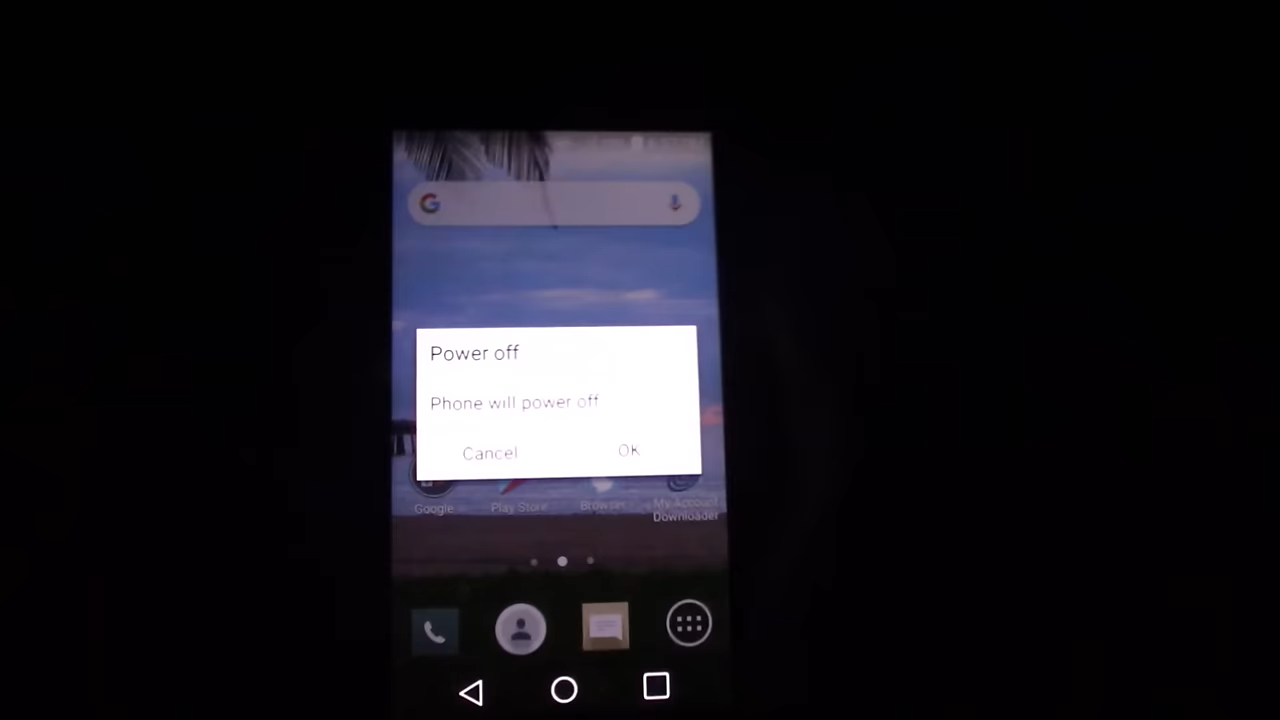 G
Power off
Phone will power off
Cancel OK
Google Play Store Browser My Account
Downloader